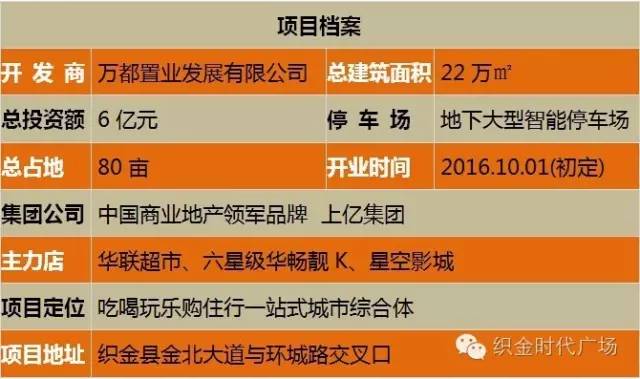 项目档案
开发商 万都置业发展有限公司 总建筑面积 22万㎡
总投资额 6亿元 停车场 地下大型智能停车场
总占地 80亩 开业时间 2016.10.01(初定)
集团公司 中国商业地产领军品牌 上亿集团
主力店 华联超市、六星级华畅靓K、星空影城
项目定位 吃喝玩乐购住行一站式城市综合体
项目地址 织金县金北大道与环城路交叉口
织金时代广场